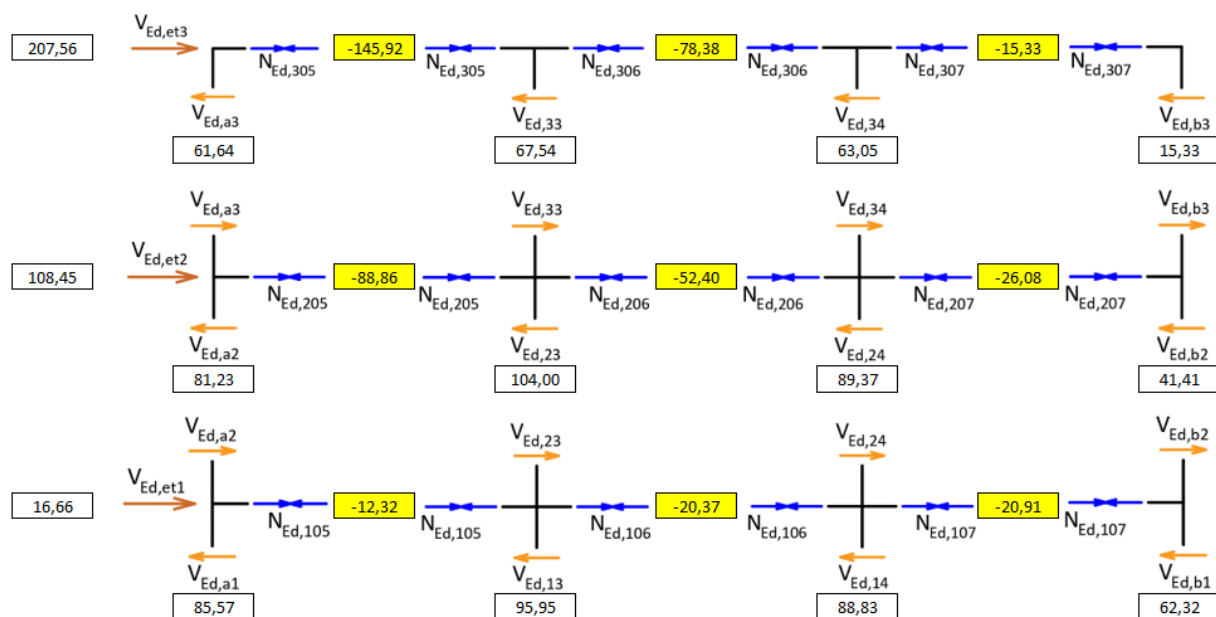 V_Ed,et3
207,56 -145,92 -78,38 -15,33
N_Ed,305 N_Ed,305 N_Ed,306 N_Ed,306 N_Ed,307 N_Ed,307
V_Ed,a3 V_Ed,33 V_Ed,34 V_Ed,b3
61,64 67,54 63,05 15,33
V_Ed,a3 V_Ed,33 V_Ed,34 V_Ed,b3
V_Ed,et2
108,45 -88,86 -52,40 -26,08
N_Ed,205 N_Ed,205 N_Ed,206 N_Ed,206 N_Ed,207 N_Ed,207
V_Ed,a2 V_Ed,23 V_Ed,24 V_Ed,b2
81,23 104,00 89,37 41,41
V_Ed,a2 V_Ed,23 V_Ed,24 V_Ed,b2
V_Ed,et1
16,66 -12,32 -20,37 -20,91
N_Ed,105 N_Ed,105 N_Ed,106 N_Ed,106 N_Ed,107 N_Ed,107
V_Ed,a1 V_Ed,13 V_Ed,14 V_Ed,b1
85,57 95,95 88,83 62,32